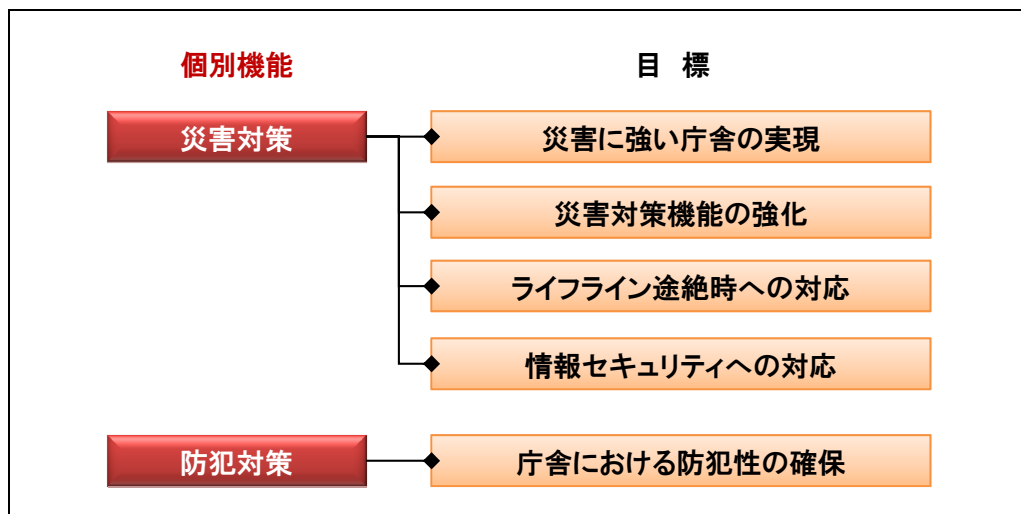 個別機能
目 標
災害対策
災害に強い庁舎の実現
災害対策機能の強化
ライフライン途絶時への対応
情報セキュリティへの対応
防犯対策
庁舎における防犯性の確保